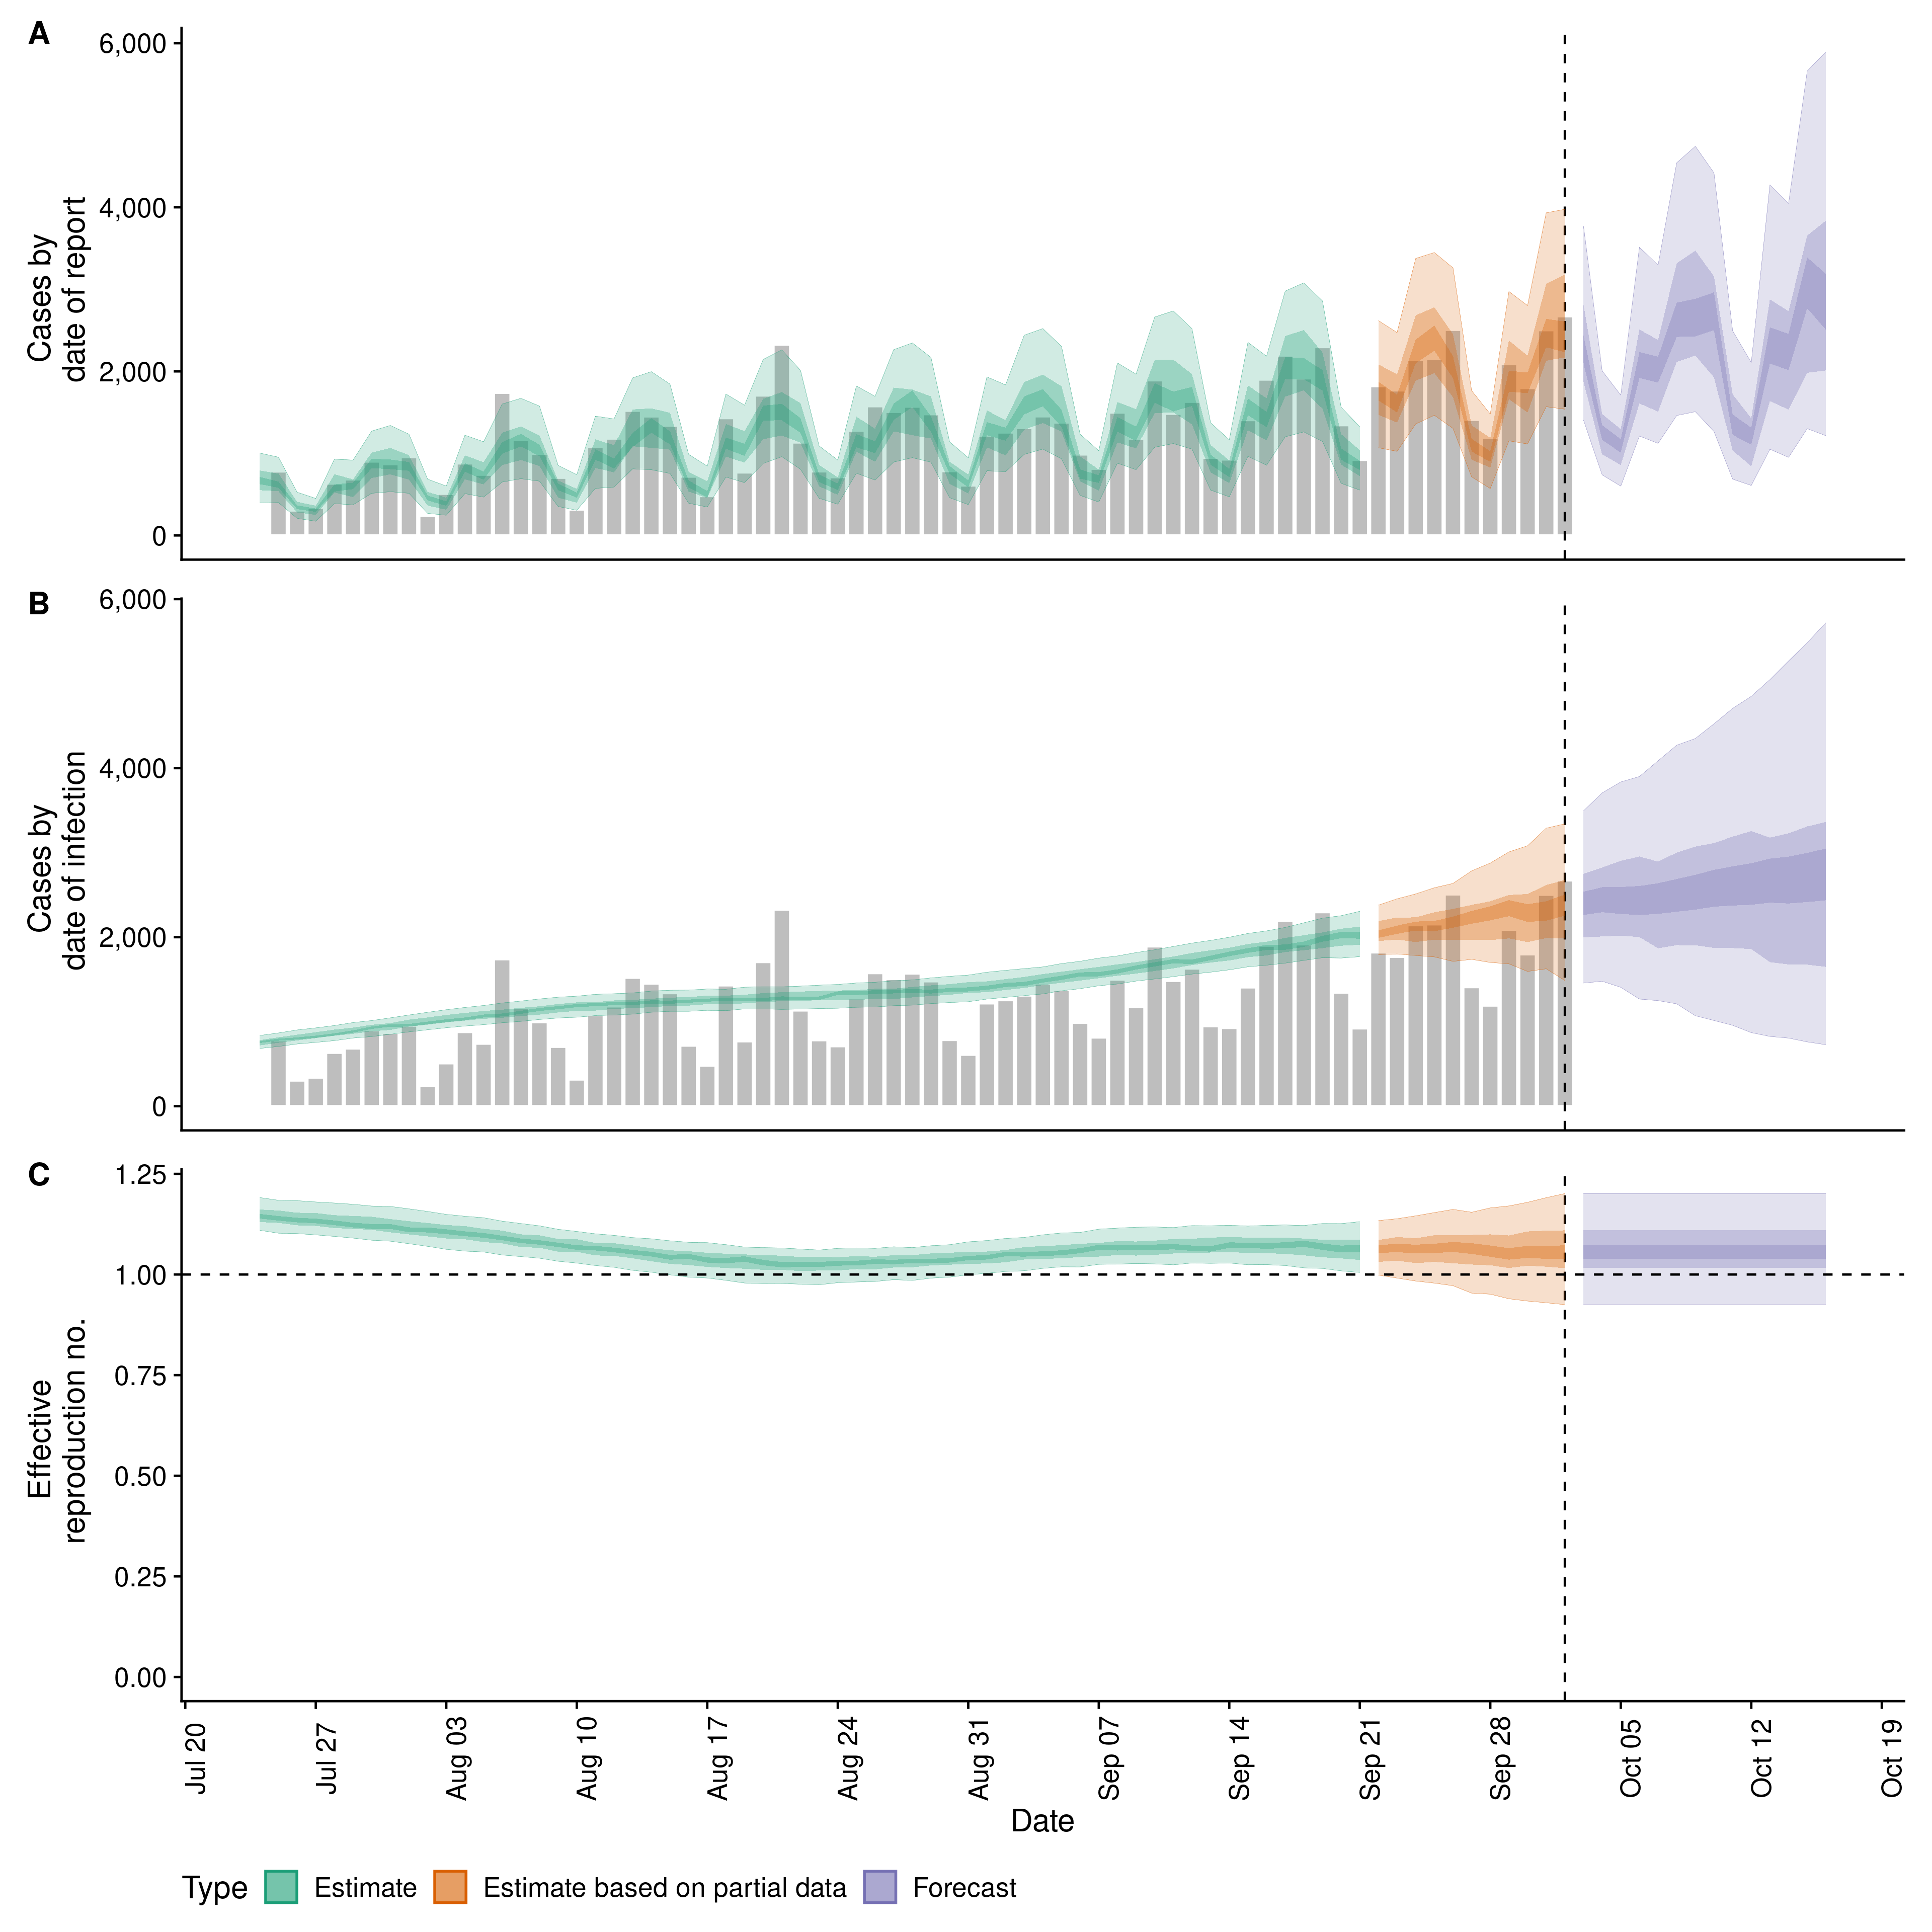 A
6,000
4,000
2,000
0
Cases by
date of report
B
6,000
4,000
2,000
0
Cases by
date of infection
C
1.25
1.00
0.75
0.50
0.25
0.00
Effective
reproduction no.
Jul 20
Jul 27
Aug 03
Aug 10
Aug 17
Aug 24
Aug 31
Sep 07
Sep 14
Sep 21
Sep 28
Oct 05
Oct 12
Oct 19
Date
Type Estimate Estimate based on partial data Forecast